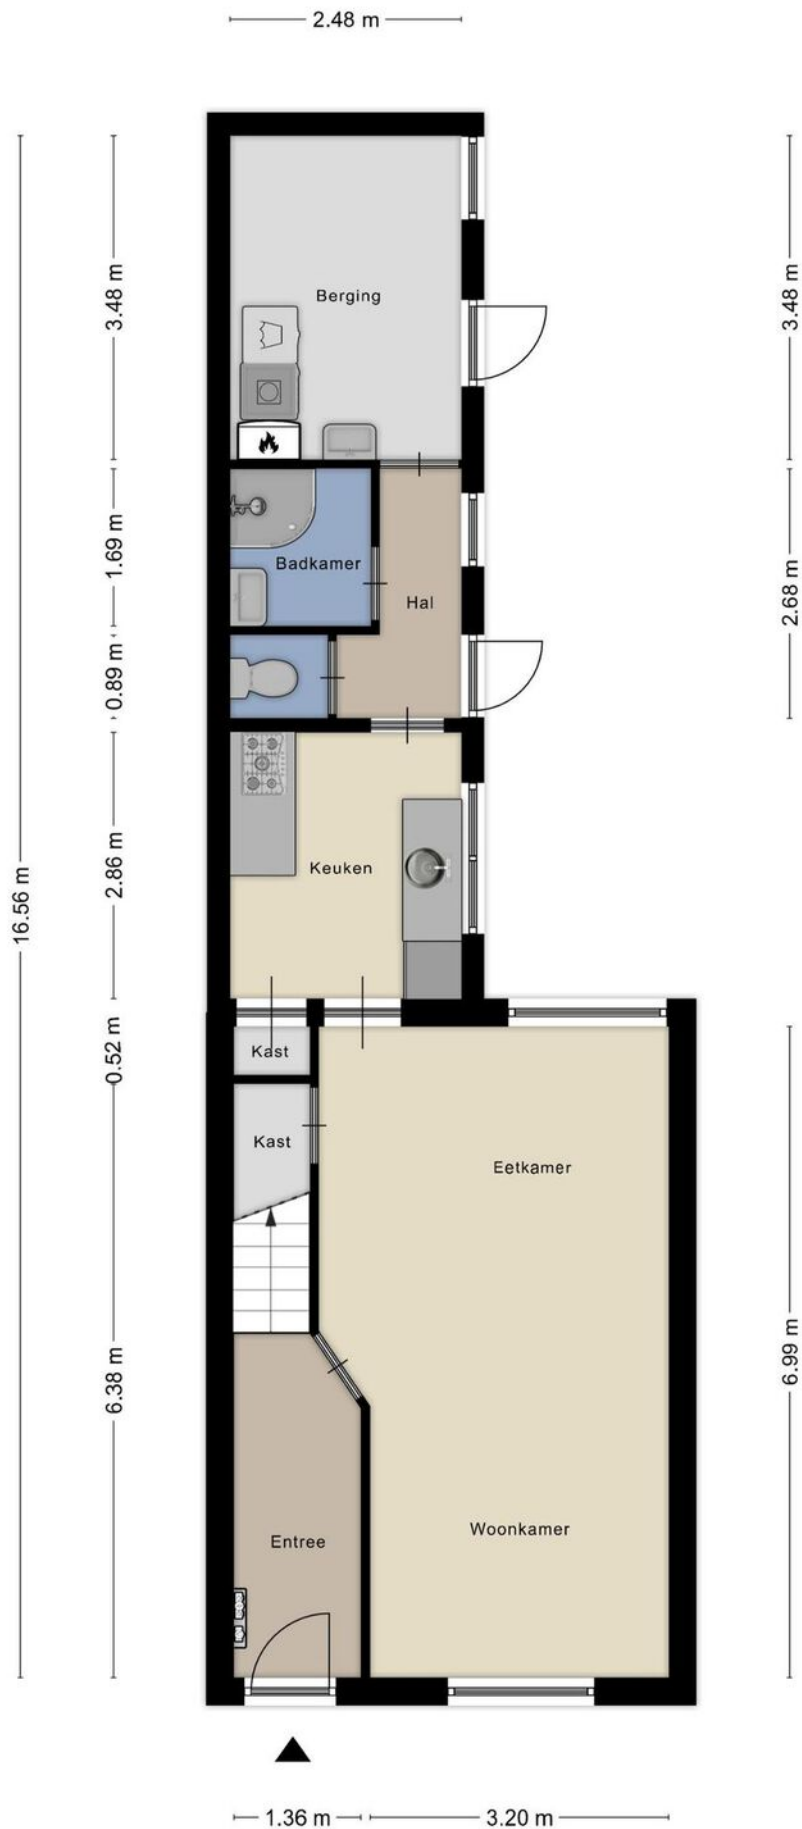 2.48 m
Berging
3.48 m
3.48 m
1.69 m
Badkamer
Hal
2.68 m
0.89 m
Keuken
2.86 m
16.56 m
0.52 m
Kast
Kast
Eetkamer
6.38 m
6.99 m
Woonkamer
Entree
1.36 m
3.20 m